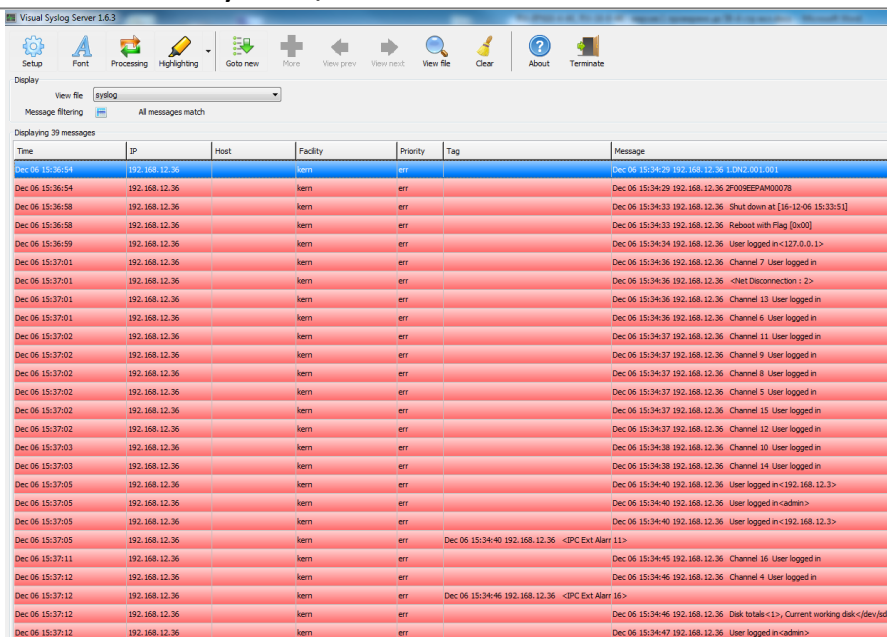 Visual Syslog Server 1.6.3
Setup Font Processing Highlighting Goto new More View prev View next View file Clear About Terminate
Display
View file syslog
Message filtering All messages match
Displaying 39 messages
Time IP Host Facility Priority Tag Message
Dec 06 15:36:54 192.168.12.36 kern err Dec 06 15:34:29 192.168.12.36 1.DN2.001.001
Dec 06 15:36:54 192.168.12.36 kern err Dec 06 15:34:29 192.168.12.36 2F009EEPAM00078
Dec 06 15:36:58 192.168.12.36 kern err Dec 06 15:34:33 192.168.12.36 Shut down at [16-12-06 15:33:51]
Dec 06 15:36:58 192.168.12.36 kern err Dec 06 15:34:33 192.168.12.36 Reboot with Flag [0x00]
Dec 06 15:36:59 192.168.12.36 kern err Dec 06 15:34:34 192.168.12.36 User logged in<127.0.0.1>
Dec 06 15:37:01 192.168.12.36 kern err Dec 06 15:34:36 192.168.12.36 Channel 7 User logged in
Dec 06 15:37:01 192.168.12.36 kern err Dec 06 15:34:36 192.168.12.36 <Net Disconnection : 2>
Dec 06 15:37:01 192.168.12.36 kern err Dec 06 15:34:36 192.168.12.36 Channel 13 User logged in
Dec 06 15:37:01 192.168.12.36 kern err Dec 06 15:34:36 192.168.12.36 Channel 6 User logged in
Dec 06 15:37:02 192.168.12.36 kern err Dec 06 15:34:37 192.168.12.36 Channel 11 User logged in
Dec 06 15:37:02 192.168.12.36 kern err Dec 06 15:34:37 192.168.12.36 Channel 9 User logged in
Dec 06 15:37:02 192.168.12.36 kern err Dec 06 15:34:37 192.168.12.36 Channel 8 User logged in
Dec 06 15:37:02 192.168.12.36 kern err Dec 06 15:34:37 192.168.12.36 Channel 5 User logged in
Dec 06 15:37:02 192.168.12.36 kern err Dec 06 15:34:37 192.168.12.36 Channel 15 User logged in
Dec 06 15:37:02 192.168.12.36 kern err Dec 06 15:34:37 192.168.12.36 Channel 12 User logged in
Dec 06 15:37:03 192.168.12.36 kern err Dec 06 15:34:38 192.168.12.36 Channel 10 User logged in
Dec 06 15:37:03 192.168.12.36 kern err Dec 06 15:34:38 192.168.12.36 Channel 14 User logged in
Dec 06 15:37:05 192.168.12.36 kern err Dec 06 15:34:40 192.168.12.36 User logged in<192.168.12.3>
Dec 06 15:37:05 192.168.12.36 kern err Dec 06 15:34:40 192.168.12.36 User logged in<admin>
Dec 06 15:37:05 192.168.12.36 kern err Dec 06 15:34:40 192.168.12.36 User logged in<192.168.12.3>
Dec 06 15:37:05 192.168.12.36 kern err Dec 06 15:34:40 192.168.12.36 <IPC Ext Alarr 11>
Dec 06 15:37:11 192.168.12.36 kern err Dec 06 15:34:45 192.168.12.36 Channel 16 User logged in
Dec 06 15:37:12 192.168.12.36 kern err Dec 06 15:34:46 192.168.12.36 Channel 4 User logged in
Dec 06 15:37:12 192.168.12.36 kern err Dec 06 15:34:46 192.168.12.36 <IPC Ext Alarr 16>
Dec 06 15:37:12 192.168.12.36 kern err Dec 06 15:34:46 192.168.12.36 Disk totals<1>, Current working disk</dev/sd
Dec 06 15:37:12 192.168.12.36 kern err Dec 06 15:34:47 192.168.12.36 User logged in<admin>